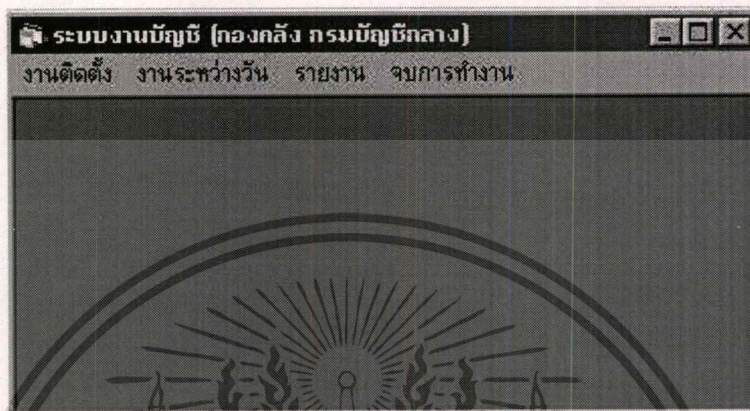 ระบบงานบัญชี (กองคลัง กรมบัญชีกลาง)
งานติดตั้ง งานระหว่างวัน รายงาน จบการทำงาน